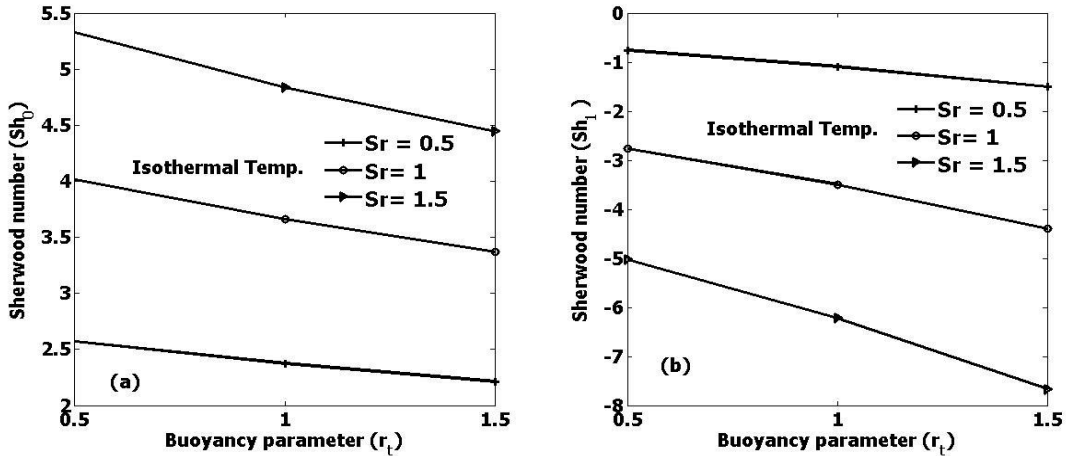 5.5
5
4.5
4
3.5
3
2.5
2
Sherwood number (Sh0)
Sr = 0.5
Isothermal Temp.
Sr= 1
Sr= 1.5
(a)
0.5
1
1.5
Buoyancy parameter (rt)
0
-1
-2
-3
-4
-5
-6
-7
-8
Sherwood number (Sh1)
Sr = 0.5
Isothermal Temp.
Sr= 1
Sr = 1.5
(b)
0.5
1
1.5
Buoyancy parameter (rt)